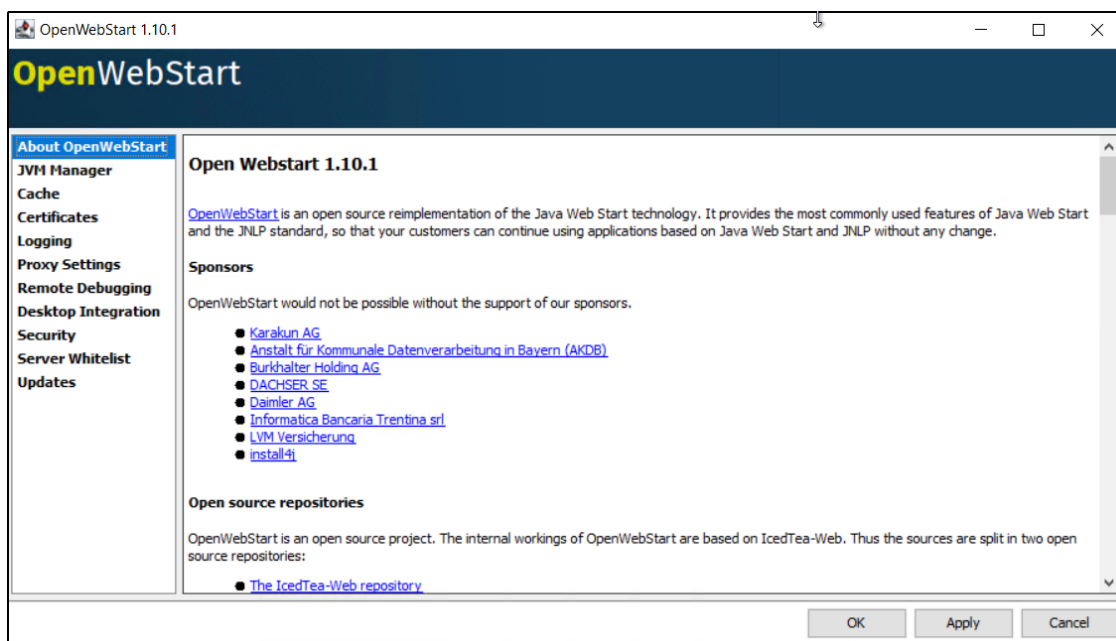 OpenWebStart 1.10.1
OpenWebStart
About OpenWebStart
JVM Manager
Cache
Certificates
Logging
Proxy Settings
Remote Debugging
Desktop Integration
Security
Server Whitelist
Updates
Open Webstart 1.10.1
OpenWebStart is an open source reimplementation of the Java Web Start technology. It provides the most commonly used features of Java Web Start
and the JNLP standard, so that your customers can continue using applications based on Java Web Start and JNLP without any change.
Sponsors
OpenWebStart would not be possible without the support of our sponsors.
Karakun AG
Anstalt für Kommunale Datenverarbeitung in Bayern (AKDB)
Burkhalter Holding AG
DACHSER SE
Daimler AG
Informatica Bancaria Trentina srl
LVM Versicherung
install4j
Open source repositories
OpenWebStart is an open source project. The internal workings of OpenWebStart are based on IcedTea-Web. Thus the sources are split in two open
source repositories:
The IcedTea-Web repository
OK
Apply
Cancel